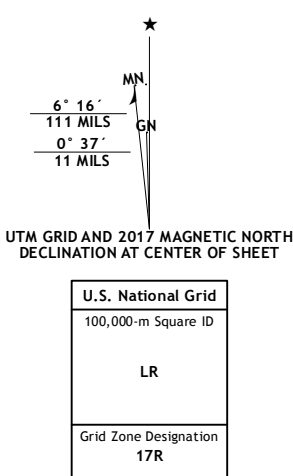 MN
6° 16´
111 MILS
GN
0° 37´
11 MILS
UTM GRID AND 2017 MAGNETIC NORTH
DECLINATION AT CENTER OF SHEET
U.S. National Grid
100,000-m Square ID
LR
Grid Zone Designation
17R